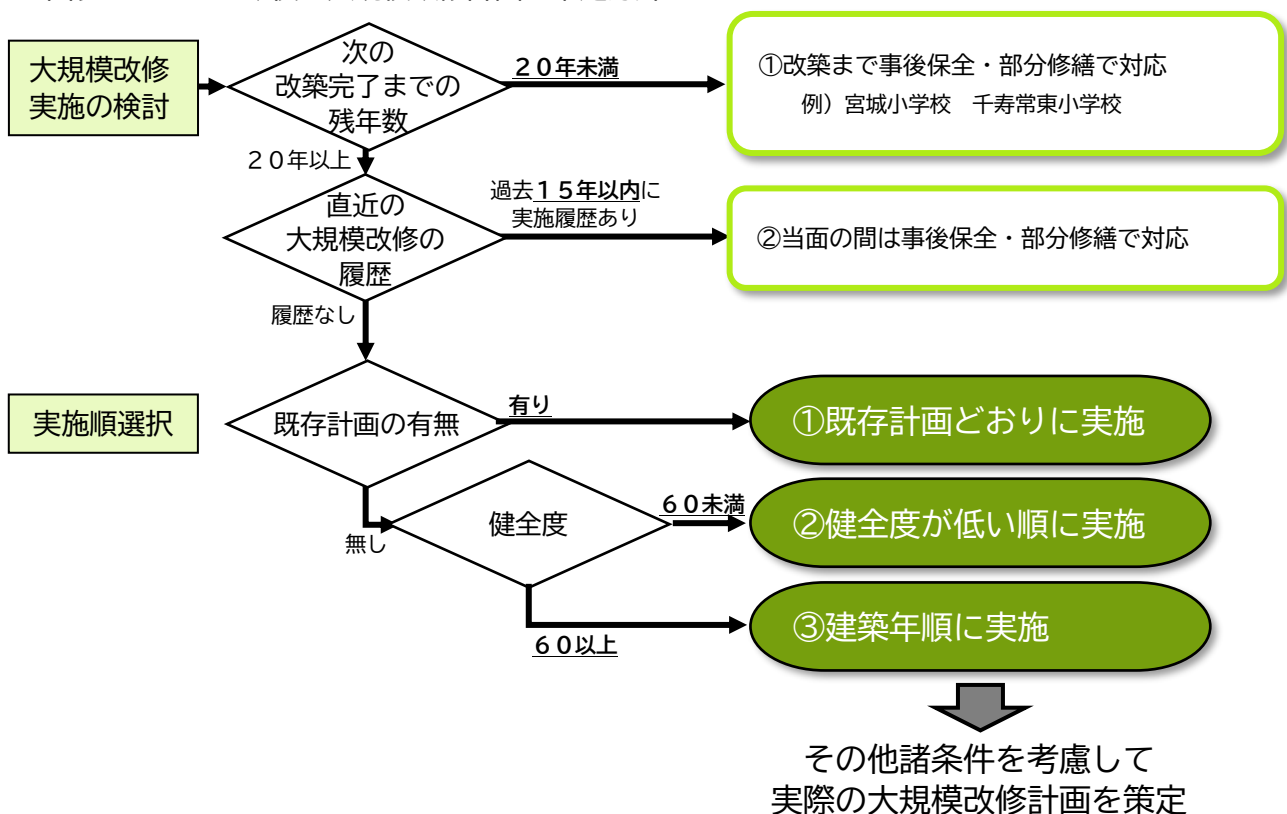 大規模改修
実施の検討
次の
改築完了までの
残年数
２０年未満
①改築まで事後保全・部分修繕で対応
例）宮城小学校　千寿常東小学校
２０年以上
直近の
大規模改修の
履歴
過去１５年以内に
実施履歴あり
②当面の間は事後保全・部分修繕で対応
履歴なし
実施順選択
既存計画の有無
有り
①既存計画どおりに実施
無し
健全度
６０未満
②健全度が低い順に実施
６０以上
③建築年順に実施
その他諸条件を考慮して
実際の大規模改修計画を策定